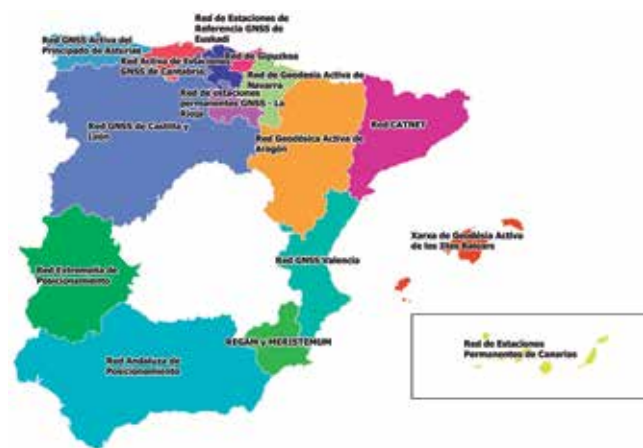 Red de Estaciones de
Referencia GNSS de
Euskadi
Red GNSS Activa del
Principado de Asturias
Red Activa de Estaciones
GNSS de Cantabria
Red de Gipuzkoa
Red de Geodesia Activa de
Navarra
Red de estaciones
permanentes GNSS - La
Rioja
Red GNSS de Castilla y
León
Red Geodésica Activa de
Aragón
Red CATNET
Xarxa de Geodèsia Activa
de les Illes Balears
Red GNSS Valencia
Red Extremeña de
Posicionamiento
REGAM y MERISTEMUM
Red Andaluza de
Posicionamiento
Red de Estaciones
Permanentes de Canarias